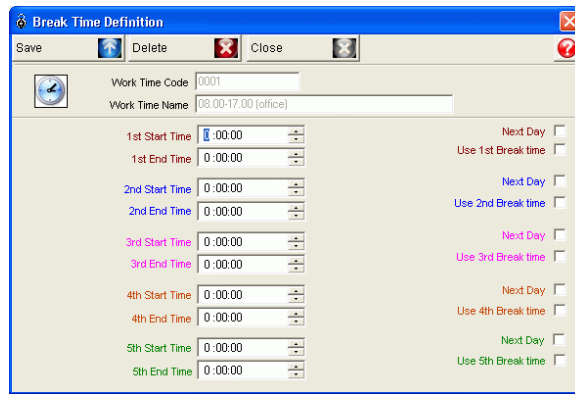 Break Time Definition
Save Delete Close
Work Time Code 0001
Work Time Name 08.00-17.00 (office)
1st Start Time 0 :00:00 Next Day
1st End Time 0 :00:00 Use 1st Break time
2nd Start Time 0 :00:00 Next Day
2nd End Time 0 :00:00 Use 2nd Break time
3rd Start Time 0 :00:00 Next Day
3rd End Time 0 :00:00 Use 3rd Break time
4th Start Time 0 :00:00 Next Day
4th End Time 0 :00:00 Use 4th Break time
5th Start Time 0 :00:00 Next Day
5th End Time 0 :00:00 Use 5th Break time